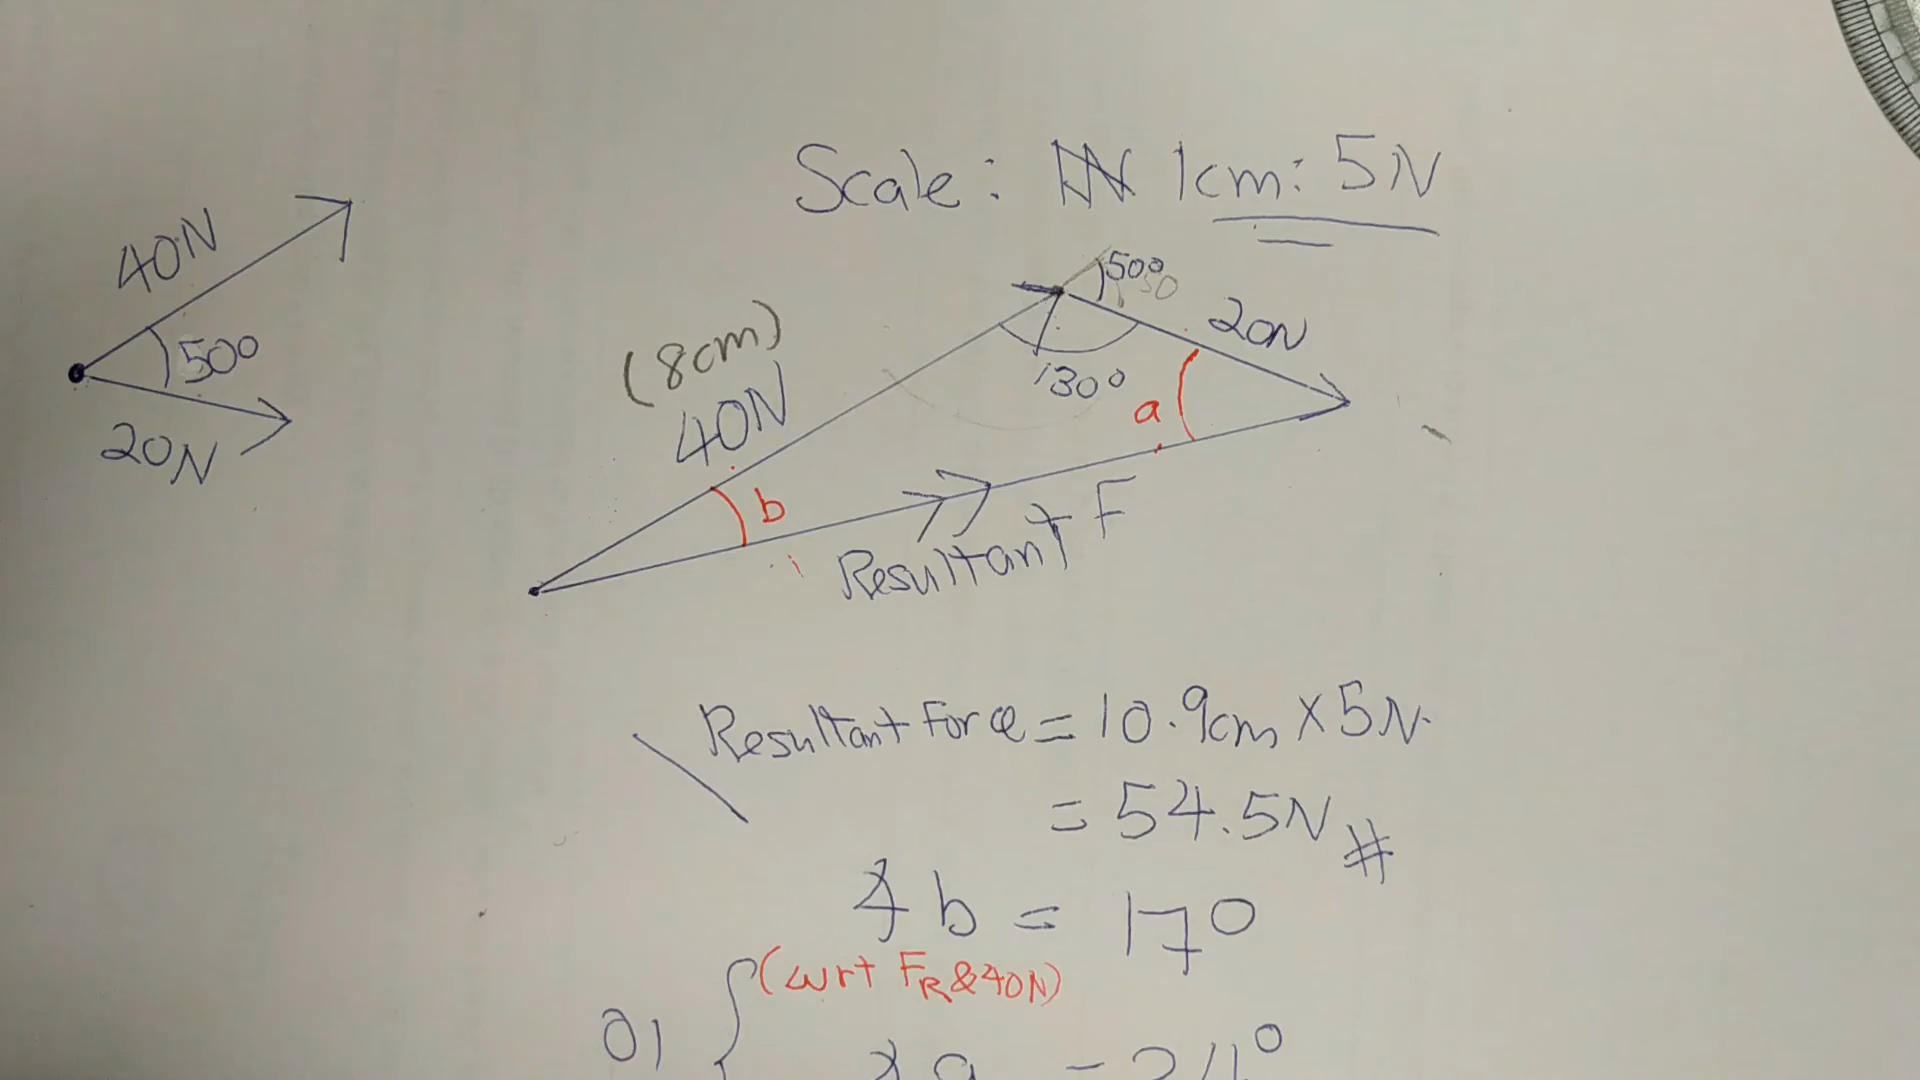 Scale: 1cm: 5N
40N
50°
20N
50°
50
20N
(8cm)
40N
130°
a
b
Resultant F
Resultant Force = 10.9cm x 5N
= 54.5N #
∡ b = 17°
(wrt FR & 40N)
∡ a =